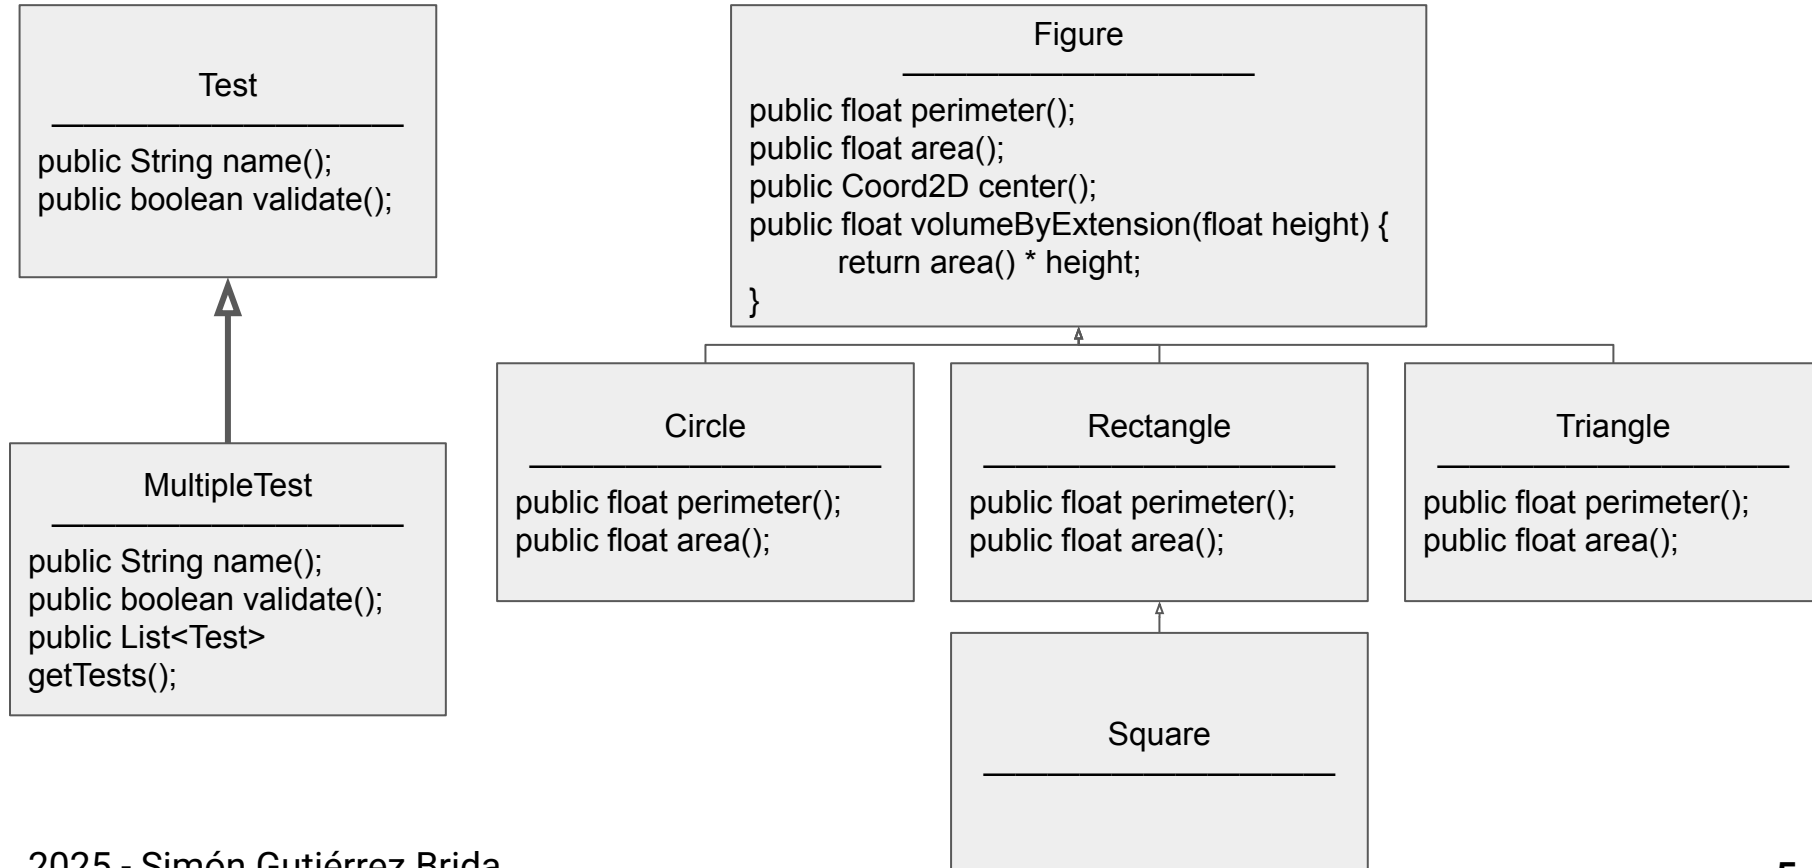 Test
public String name();
public boolean validate();
MultipleTest
public String name();
public boolean validate();
public List<Test>
getTests();
Figure
public float perimeter();
public float area();
public Coord2D center();
public float volumeByExtension(float height) {
return area() * height;
}
Circle
public float perimeter();
public float area();
Rectangle
public float perimeter();
public float area();
Triangle
public float perimeter();
public float area();
Square
2025 - Simón Gutiérrez Brida
5